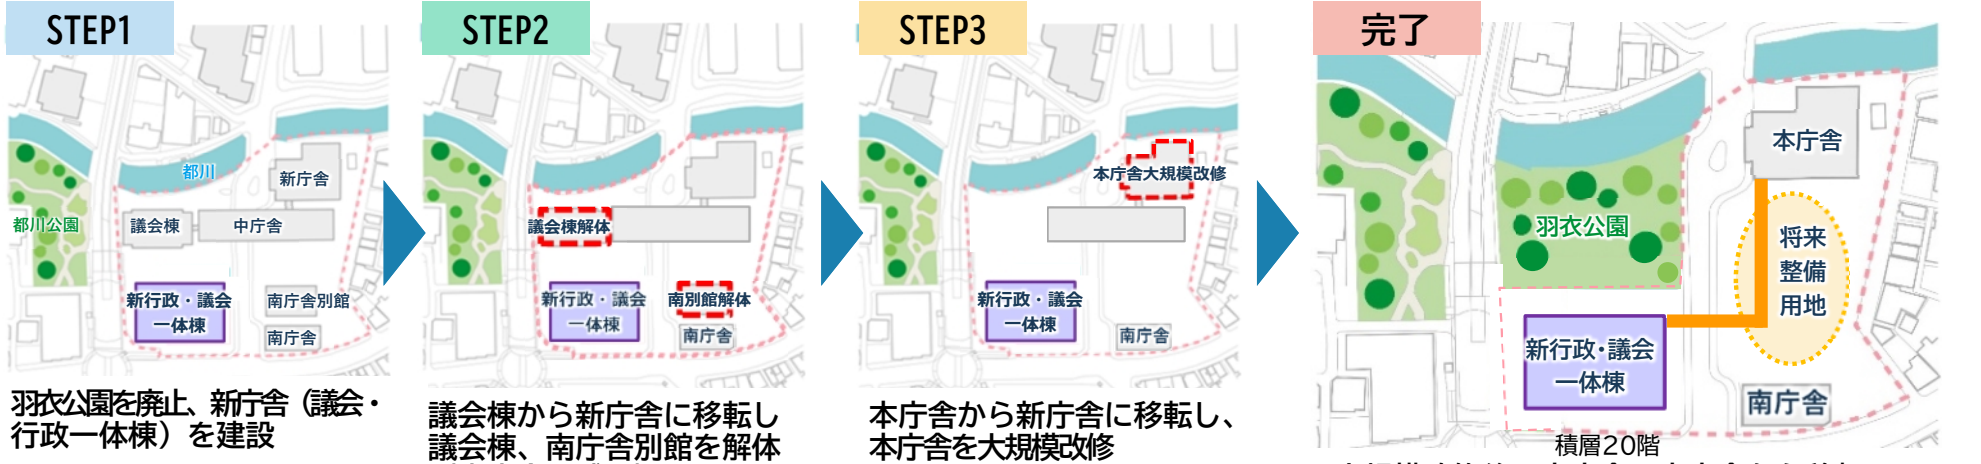 STEP1
都川
新庁舎
都川公園
議会棟
中庁舎
新行政・議会
一体棟
南庁舎別館
南庁舎
羽衣公園を廃止、新庁舎（議会・
行政一体棟）を建設
STEP2
議会棟解体
新行政・議会
一体棟
南別館解体
南庁舎
議会棟から新庁舎に移転し
議会棟、南庁舎別館を解体
STEP3
本庁舎大規模改修
新行政・議会
一体棟
南庁舎
本庁舎から新庁舎に移転し、
本庁舎を大規模改修
完了
本庁舎
羽衣公園
将来
整備
用地
新行政・議会
一体棟
南庁舎
積層20階